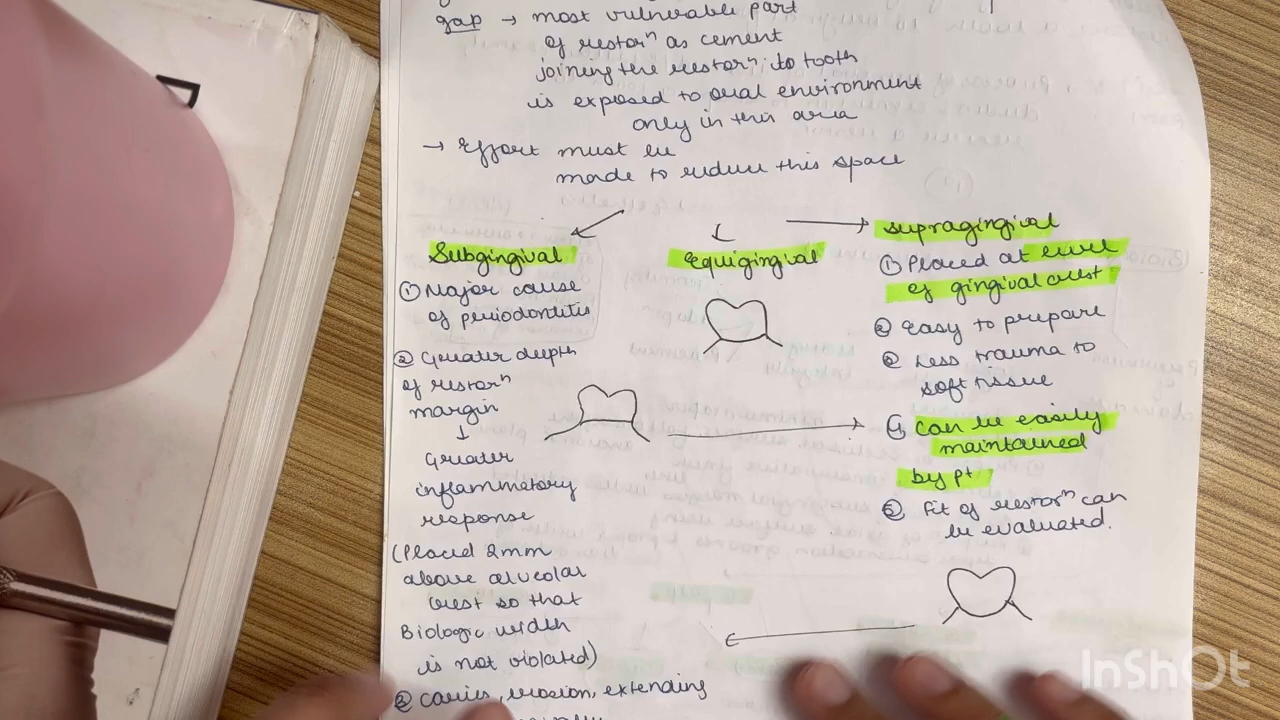 gap → most vulnerable part
of restorⁿ as cement
joining the restorⁿ to tooth
is exposed to oral environment
only in this area
→ Effort must be
made to reduce this space
Subgingival
① Major cause
of periodontitis
② Greater depth
of restorⁿ
margin
↓
Greater
inflammatory
response
(Placed 2mm
above alveolar
crest so that
Biologic width
is not violated)
③ caries, erosion, extending
Equigingival
Supragingival
① Placed at level
of gingival crest
② easy to prepare
③ Less trauma to
soft tissue
④ can be easily
maintained
by pt
⑤ Fit of restorⁿ can
be evaluated.
InShOt